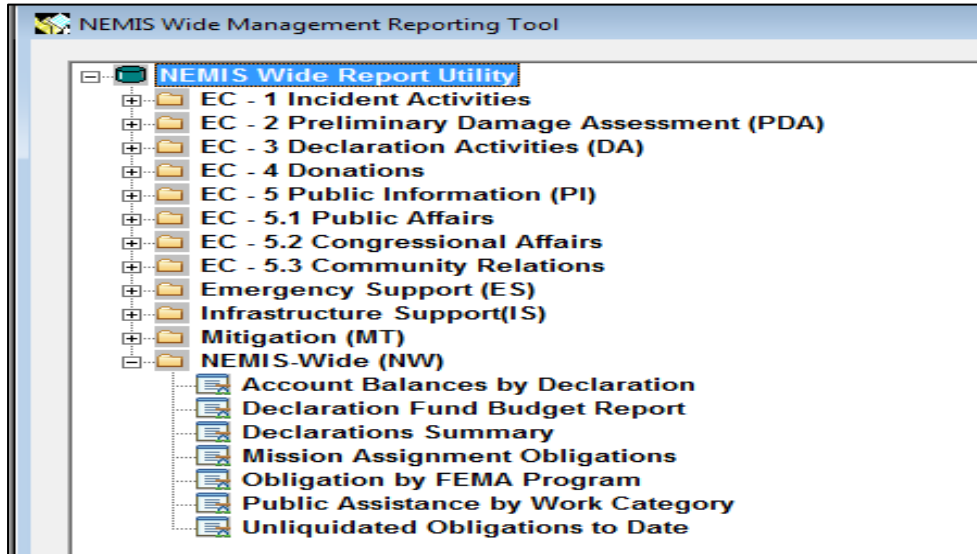 NEMIS Wide Management Reporting Tool
NEMIS Wide Report Utility
EC - 1 Incident Activities
EC - 2 Preliminary Damage Assessment (PDA)
EC - 3 Declaration Activities (DA)
EC - 4 Donations
EC - 5 Public Information (PI)
EC - 5.1 Public Affairs
EC - 5.2 Congressional Affairs
EC - 5.3 Community Relations
Emergency Support (ES)
Infrastructure Support(IS)
Mitigation (MT)
NEMIS-Wide (NW)
Account Balances by Declaration
Declaration Fund Budget Report
Declarations Summary
Mission Assignment Obligations
Obligation by FEMA Program
Public Assistance by Work Category
Unliquidated Obligations to Date